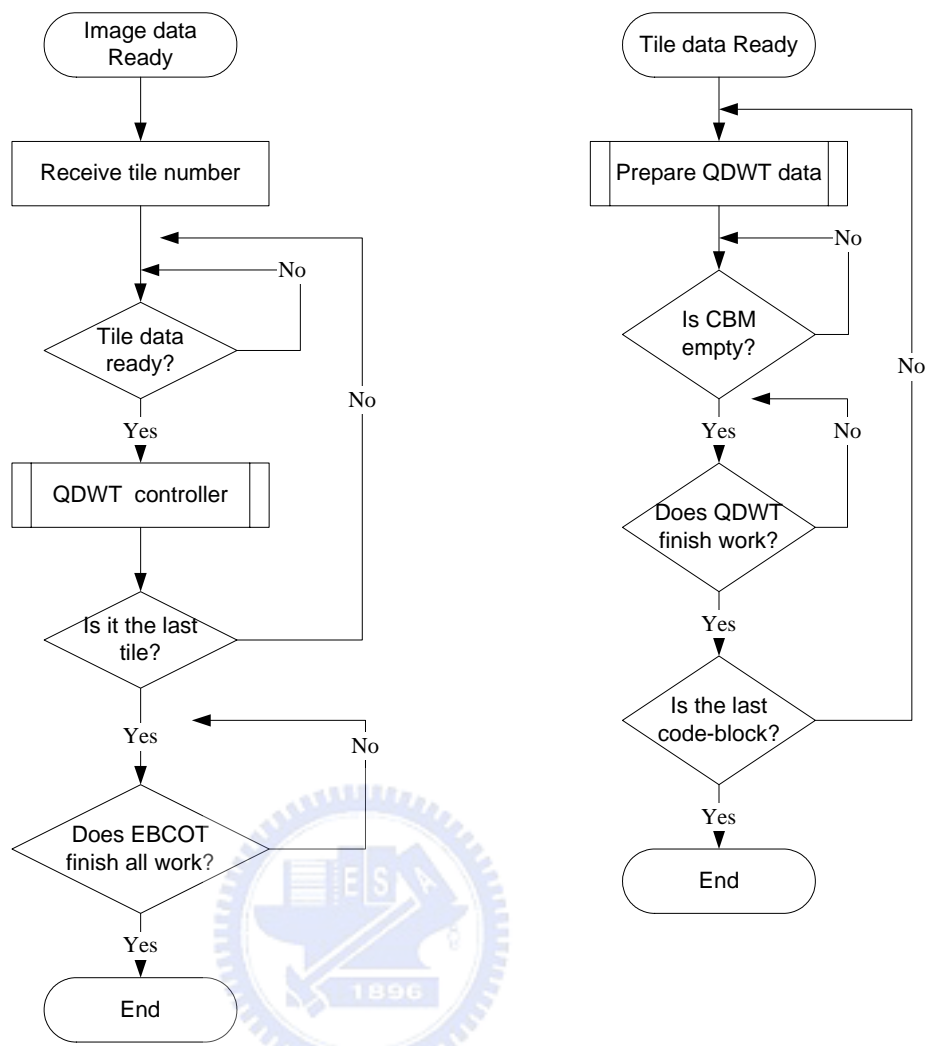 Image data
Ready
Receive tile number
No
Tile data
ready?
No
Yes
QDWT controller
Is it the last
tile?
Yes
No
Does EBCOT
finish all work?
Yes
End
Tile data Ready
Prepare QDWT data
No
Is CBM
empty?
No
Yes
No
Does QDWT
finish work?
Yes
Is the last
code-block?
Yes
End
E S A
1896